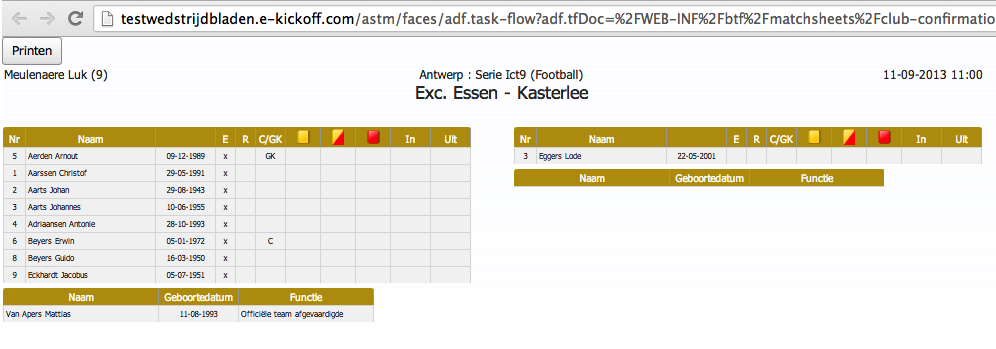 testwedstrijdbladen.e-kickoff.com/astm/faces/adf.task-flow?adf.tfDoc=%2FWEB-INF%2Fbtf%2Fmatchsheets%2Fclub-confirmatio
Printen
Meulenaere Luk (9) Antwerp : Serie Ict9 (Football) 11-09-2013 11:00
Exc. Essen - Kasterlee
Nr Naam E R C/GK In Uit
5 Aerden Arnout 09-12-1989 x GK
1 Aarssen Christof 29-05-1991 x
2 Aarts Johan 29-08-1943 x
3 Aarts Johannes 10-06-1955 x
4 Adriaansen Antonie 28-10-1993 x
6 Beyers Erwin 05-01-1972 x C
8 Beyers Guido 16-03-1950 x
9 Eckhardt Jacobus 05-07-1951 x
Naam Geboortedatum Functie
Van Apers Mattias 11-08-1993 Officiële team afgevaardigde
Nr Naam E R C/GK In Uit
3 Eggers Lode 22-05-2001
Naam Geboortedatum Functie